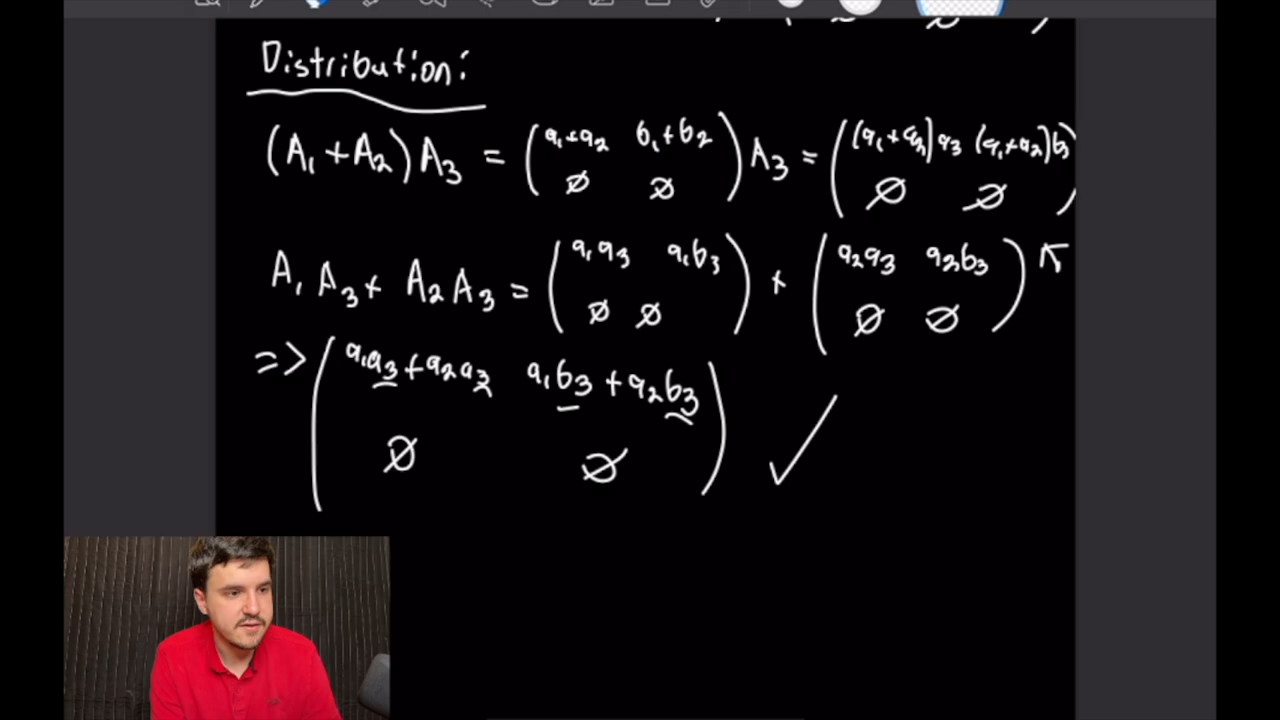 Distribution:
(A₁+A₂)A₃ = (a₁+a₂ b₁+b₂) A₃ = ((a₁+a₂)a₃ (a₁+a₂)b₃)
∅ ∅ ∅ ∅
A₁A₃+ A₂A₃ = (a₁a₃ a₁b₃) + (a₂a₃ a₂b₃) ↖
∅ ∅ ∅ ∅
=> (a₁a₃+a₂a₃ a₁b₃+a₂b₃) ✓
∅ ∅